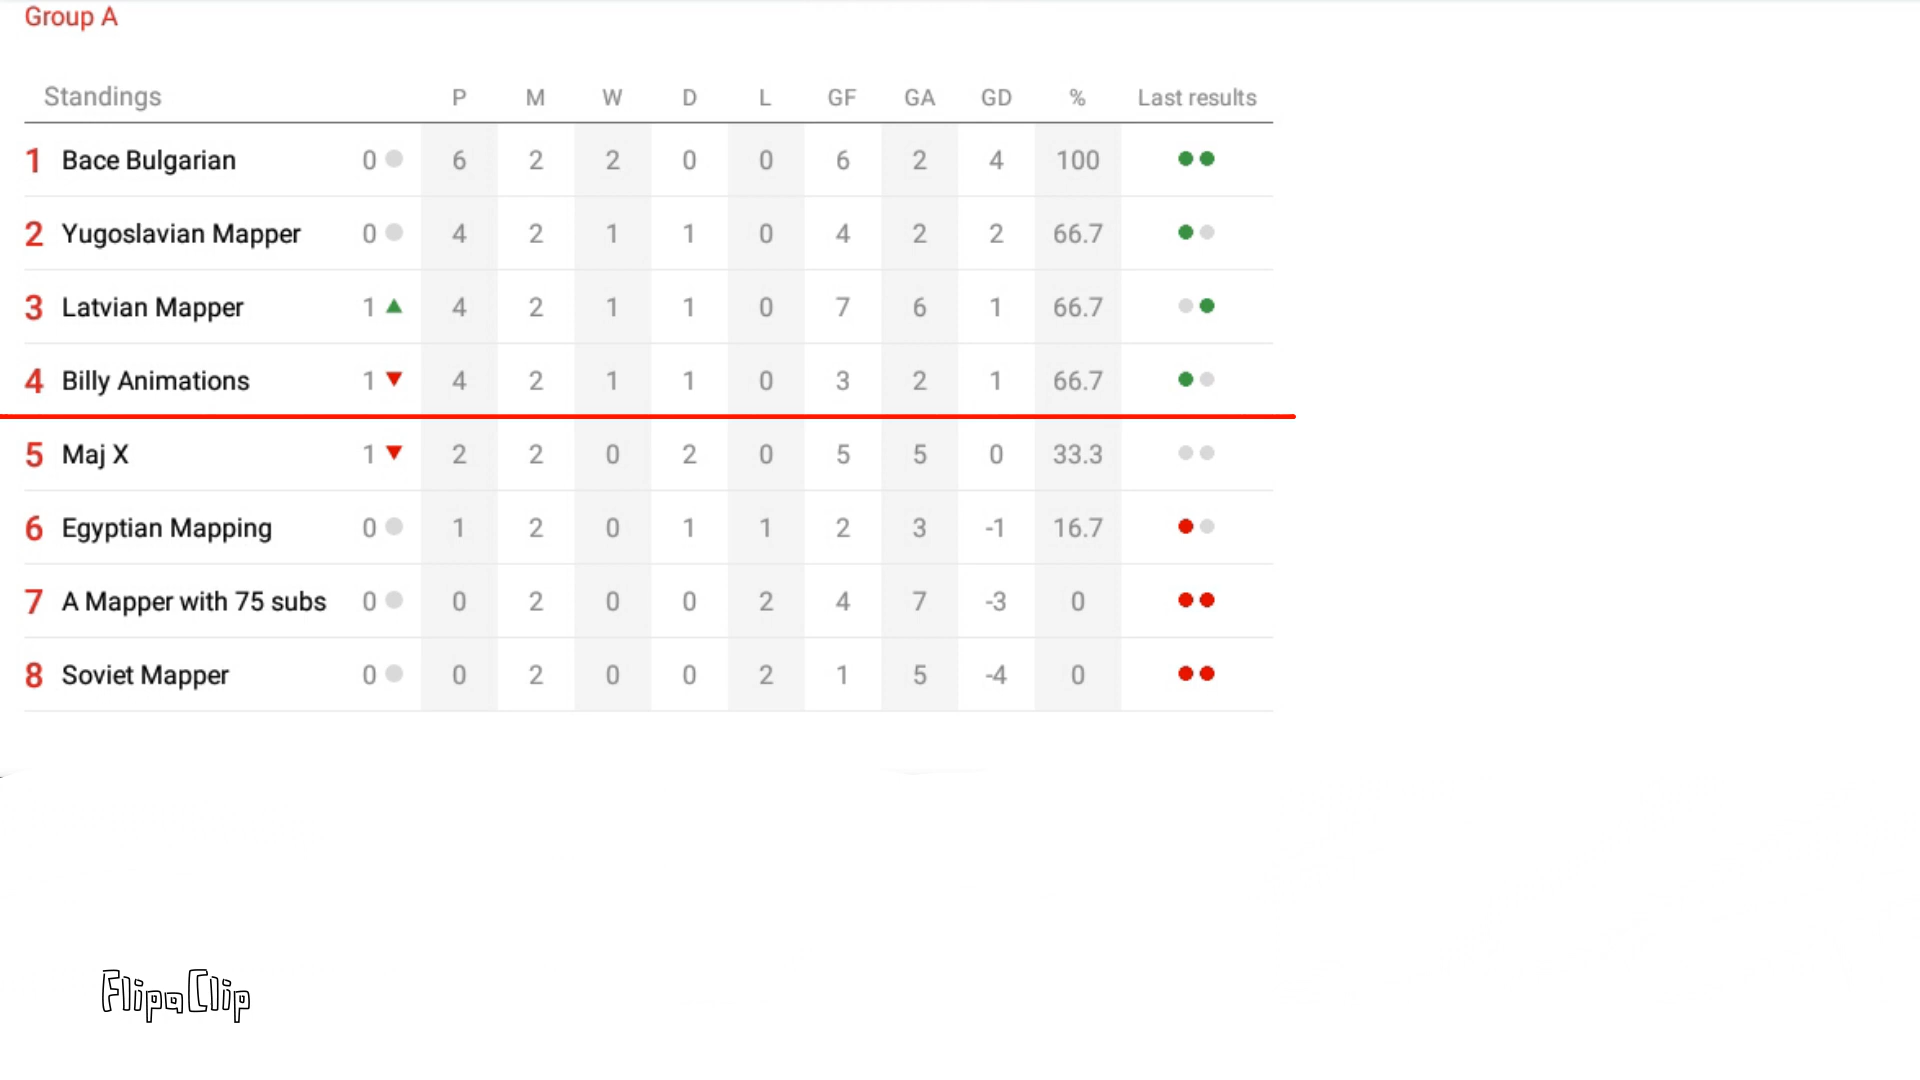 Group A
Standings P M W D L GF GA GD % Last results
1 Bace Bulgarian 0 6 2 2 0 0 6 2 4 100
2 Yugoslavian Mapper 0 4 2 1 1 0 4 2 2 66.7
3 Latvian Mapper 1 4 2 1 1 0 7 6 1 66.7
4 Billy Animations 1 4 2 1 1 0 3 2 1 66.7
5 Maj X 1 2 2 0 2 0 5 5 0 33.3
6 Egyptian Mapping 0 1 2 0 1 1 2 3 -1 16.7
7 A Mapper with 75 subs 0 0 2 0 0 2 4 7 -3 0
8 Soviet Mapper 0 0 2 0 0 2 1 5 -4 0
FlipaClip